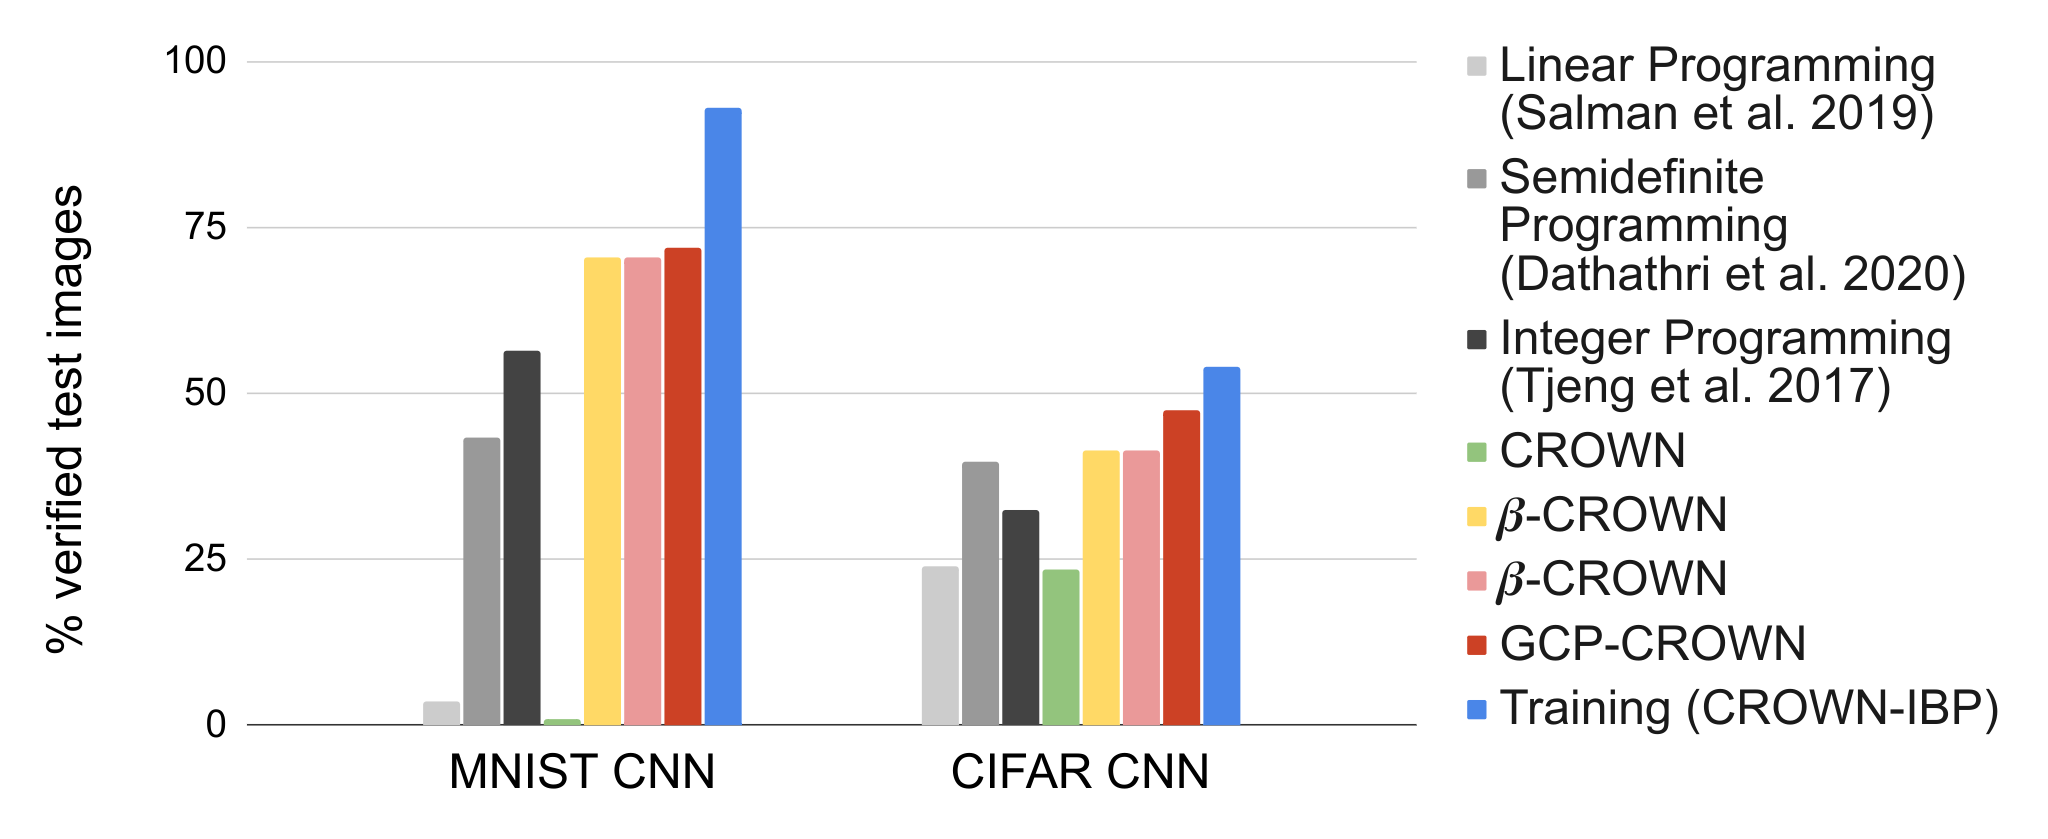 % verified test images
100
75
50
25
0
MNIST CNN
CIFAR CNN
Linear Programming
(Salman et al. 2019)
Semidefinite
Programming
(Dathathri et al. 2020)
Integer Programming
(Tjeng et al. 2017)
CROWN
β-CROWN
β-CROWN
GCP-CROWN
Training (CROWN-IBP)